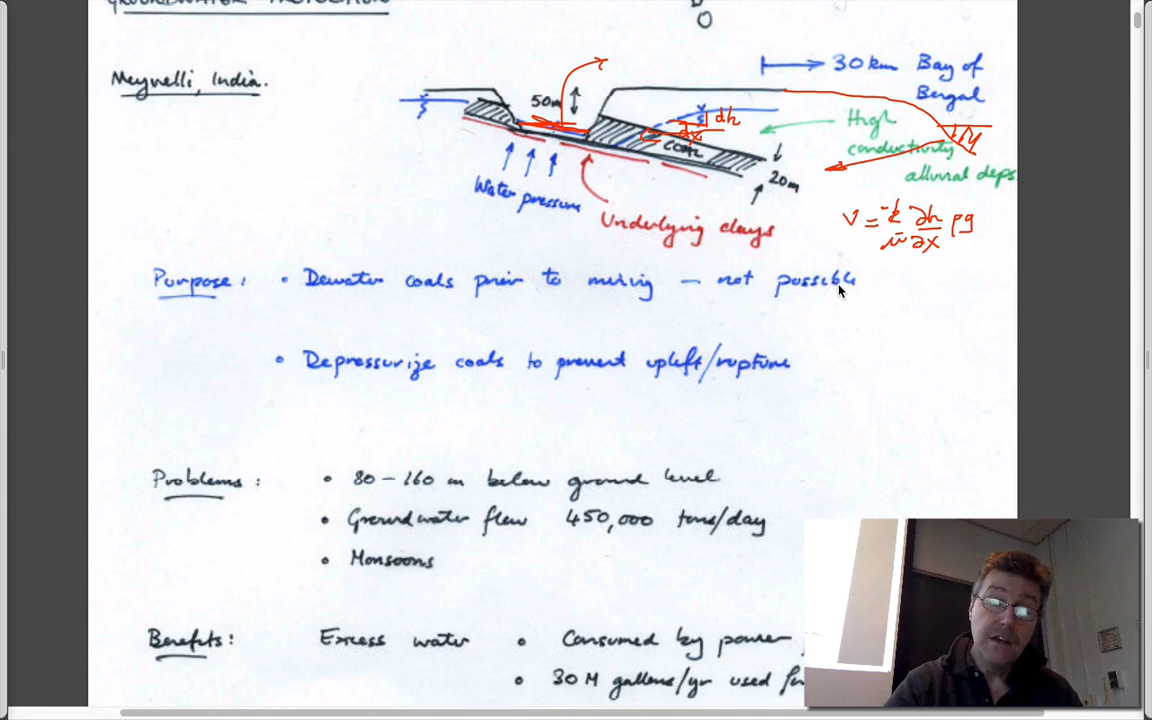 GROUNDWATER PROTECTION
Meyvelli, India.
50m
dh
dx
coal
20m
30 km Bay of
Bengal
High
conductivity
alluvial deps
Water pressure
Underlying clays
V = -k/μ ∂h/∂x ρg
Purpose: • Dewater coals prior to mining — not possible
• Depressurize coals to prevent uplift/rupture
Problems: • 80-160 m below ground level
• Groundwater flow 450,000 tons/day
• Monsoons
Benefits: Excess water • Consumed by power
• 30 M gallons/yr used for